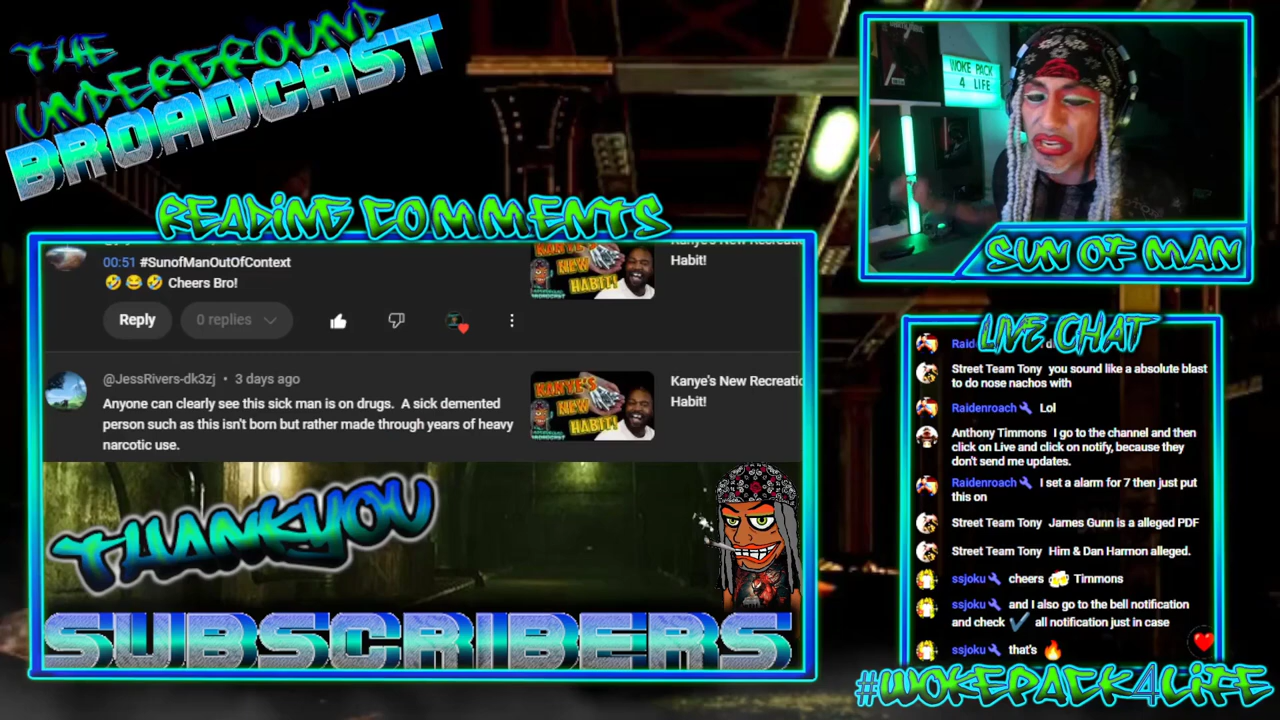 THE
UNDERGROUND
BROADCAST
WOKE PACK
4 LIFE
SUN OF MAN
READING COMMENTS
00:51 #SunofManOutOfContext
🤣 😂 🤣 Cheers Bro!
Reply
0 replies
KANYE'S
NEW
HABIT!
Kanye's New Recreatio
Habit!
@JessRivers-dk3zj • 3 days ago
Anyone can clearly see this sick man is on drugs. A sick demented
person such as this isn't born but rather made through years of heavy
narcotic use.
KANYE'S
NEW
HABIT!
Kanye's New Recreatio
Habit!
THANKYOU
SUBSCRIBERS
LIVE CHAT
Street Team Tony you sound like a absolute blast
to do nose nachos with
Raidenroach Lol
Anthony Timmons I go to the channel and then
click on Live and click on notify, because they
don't send me updates.
Raidenroach I set a alarm for 7 then just put
this on
Street Team Tony James Gunn is a alleged PDF
Street Team Tony Him & Dan Harmon alleged.
ssjoku cheers 🍻 Timmons
ssjoku and I also go to the bell notification
and check ✔️ all notification just in case
ssjoku that's 🔥
#WOKEPACK4LIFE